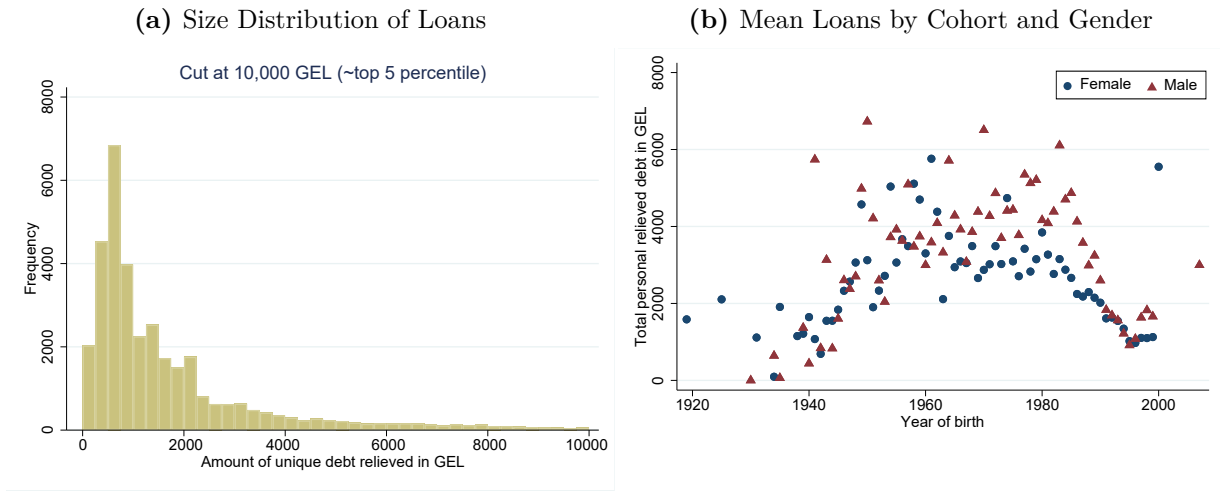 (a) Size Distribution of Loans
Cut at 10,000 GEL (~top 5 percentile)
8000
6000
4000
2000
0
Frequency
0 2000 4000 6000 8000 10000
Amount of unique debt relieved in GEL
(b) Mean Loans by Cohort and Gender
Female Male
8000
6000
4000
2000
0
Total personal relieved debt in GEL
1920 1940 1960 1980 2000
Year of birth